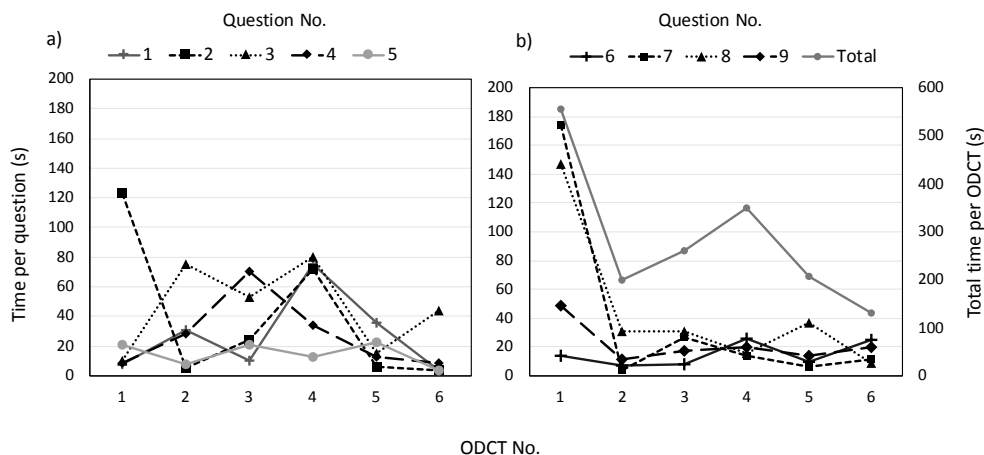 Question No.
a)
1 2 3 4 5
Time per question (s)
200
180
160
140
120
100
80
60
40
20
0
1 2 3 4 5 6
Question No.
b)
6 7 8 9 Total
200
180
160
140
120
100
80
60
40
20
0
600
500
400
300
200
100
0
Total time per ODCT (s)
1 2 3 4 5 6
ODCT No.